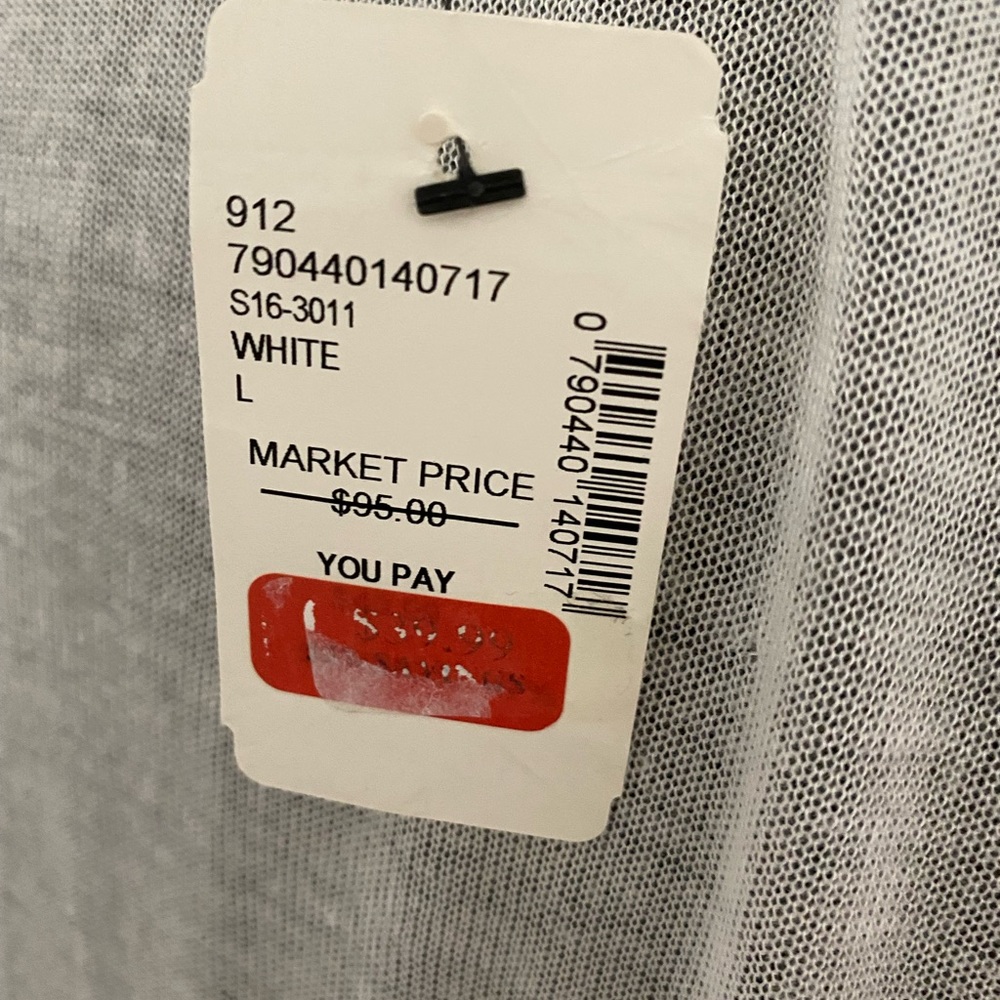 912
790440140717
S16-3011
WHITE
L
MARKET PRICE
$95.00
YOU PAY
0 790440 140717